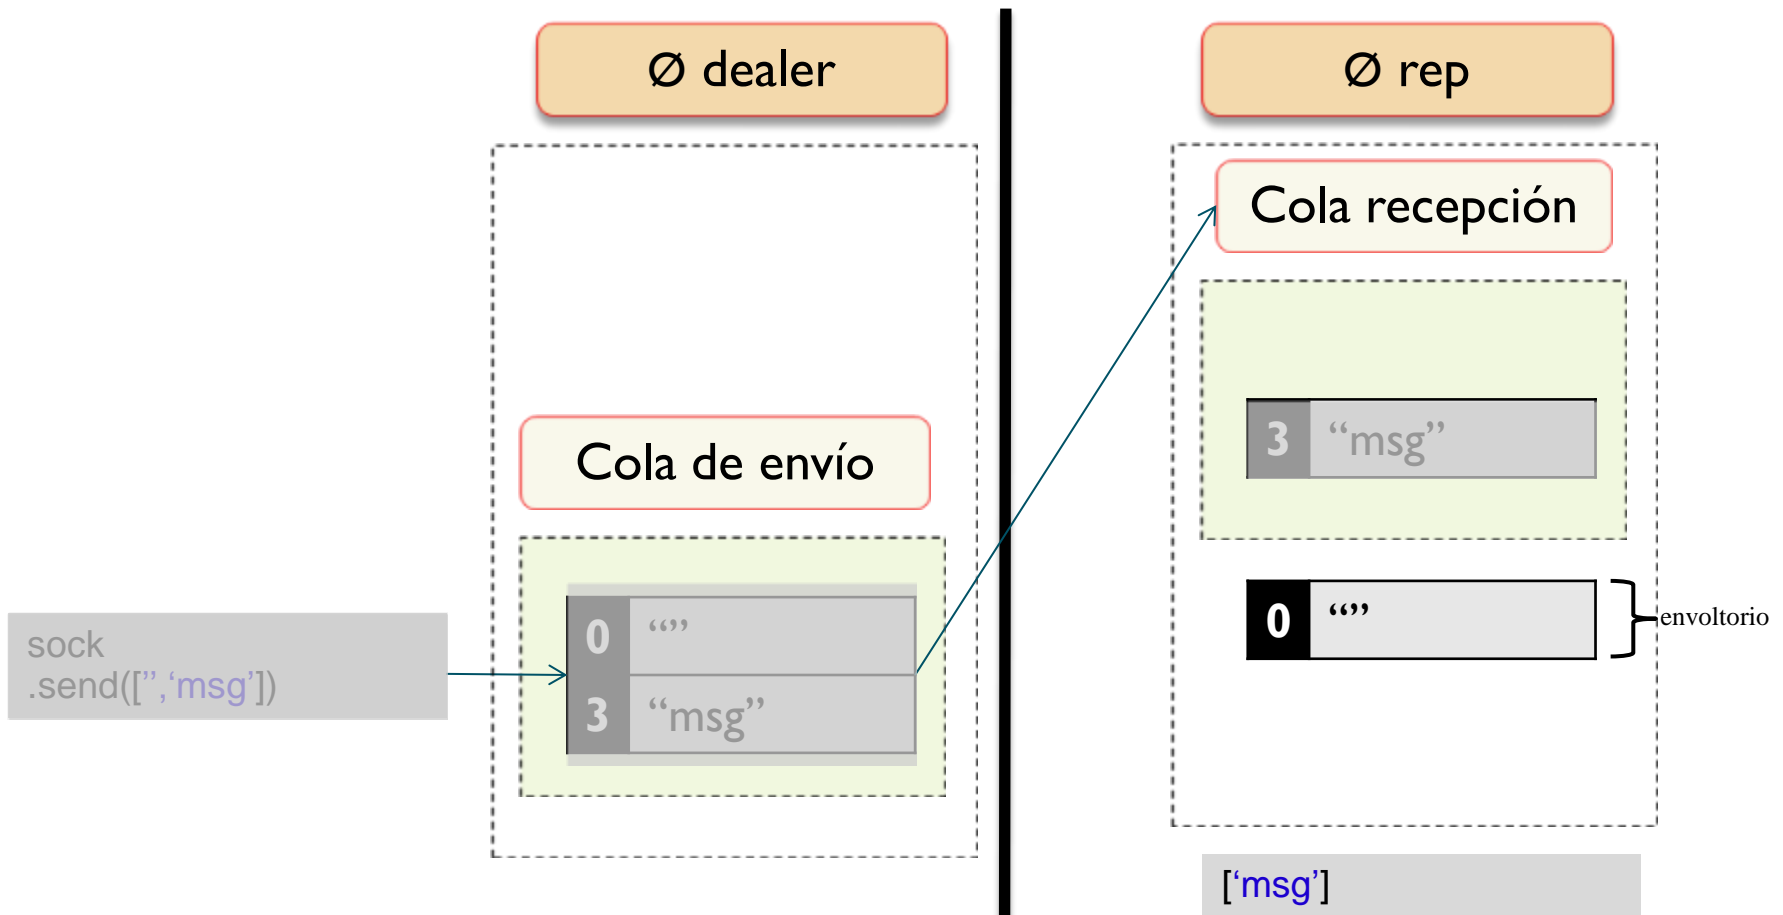 Ø dealer
Ø rep
Cola recepción
3 “msg”
Cola de envío
0 “”
envoltorio
sock
.send(['',‘msg’])
0 “”
3 “msg”
[‘msg’]